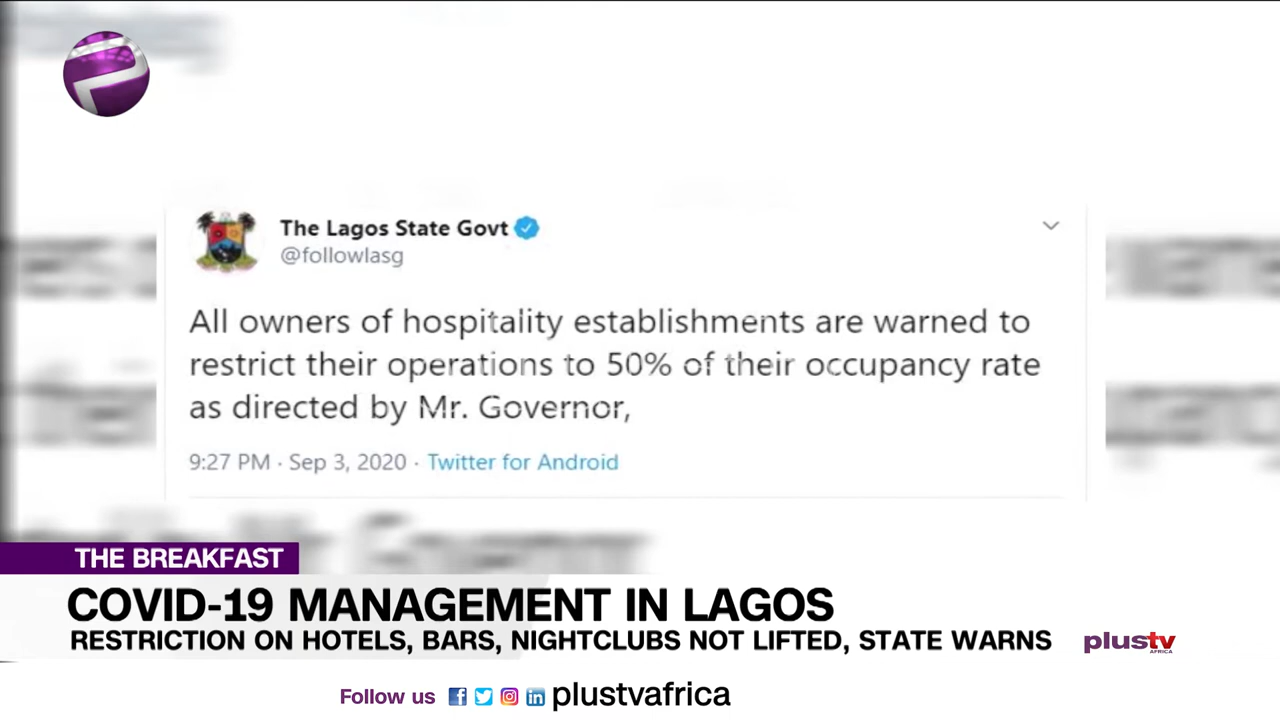 The Lagos State Govt
@followlasg
All owners of hospitality establishments are warned to
restrict their operations to 50% of their occupancy rate
as directed by Mr. Governor,
9:27 PM · Sep 3, 2020 · Twitter for Android
THE BREAKFAST
COVID-19 MANAGEMENT IN LAGOS
RESTRICTION ON HOTELS, BARS, NIGHTCLUBS NOT LIFTED, STATE WARNS
plustv
AFRICA
Follow us plustvafrica